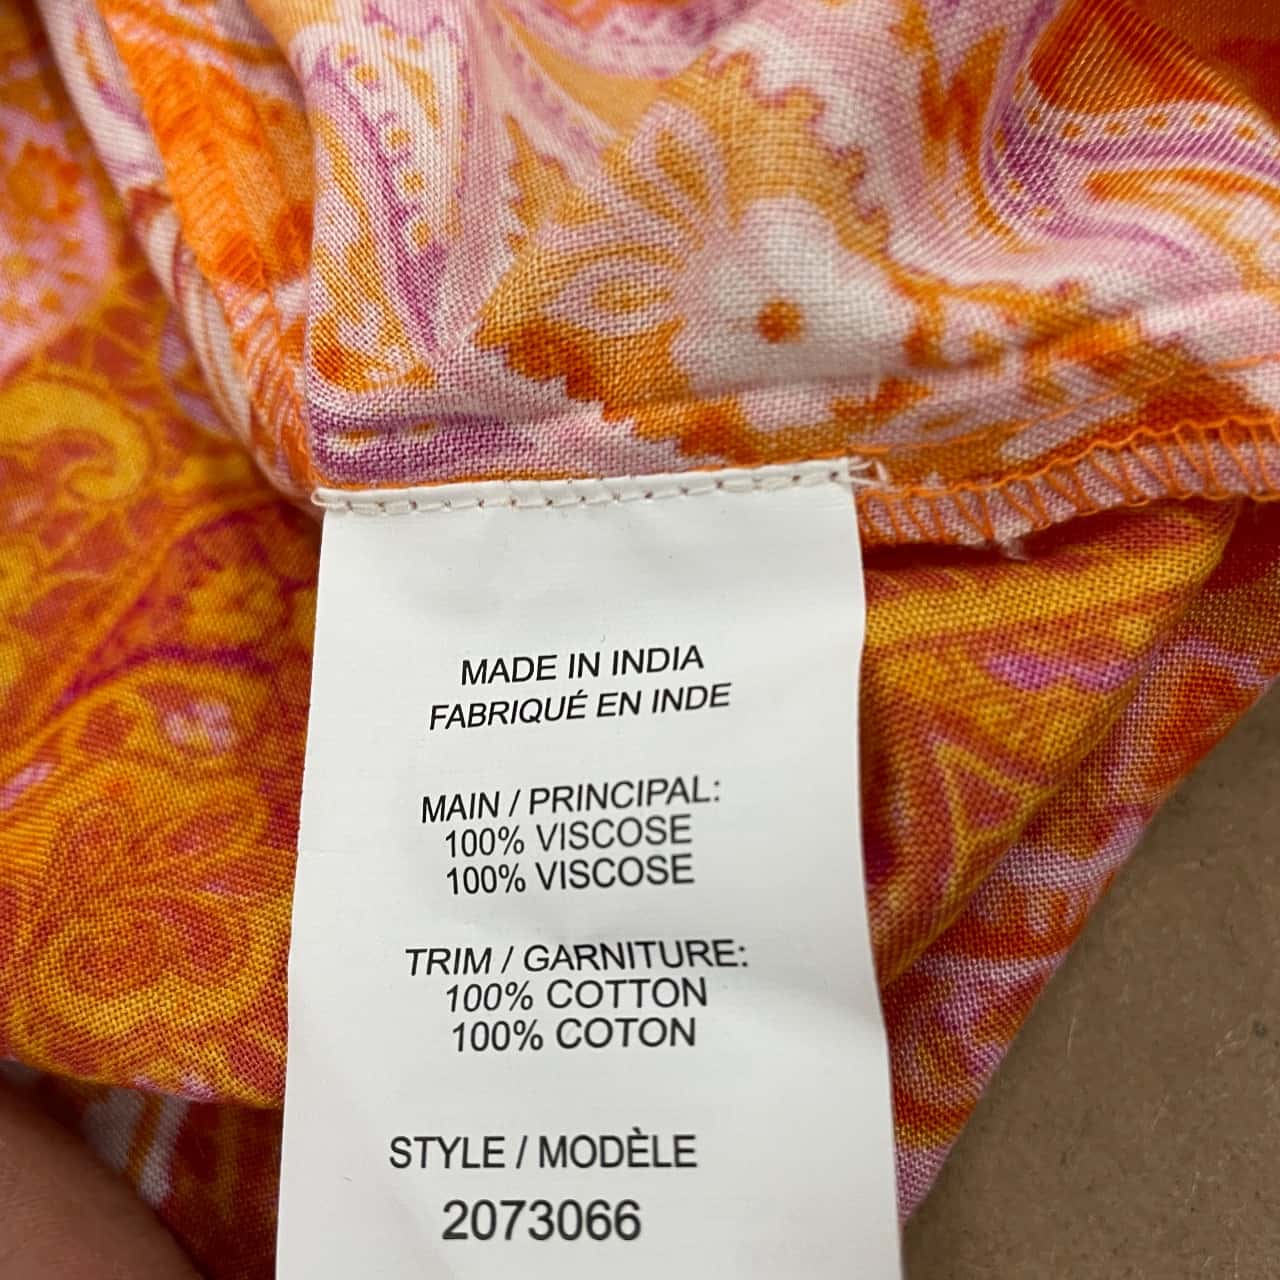 MADE IN INDIA
FABRIQUÉ EN INDE
MAIN / PRINCIPAL:
100% VISCOSE
100% VISCOSE
TRIM / GARNITURE:
100% COTTON
100% COTON
STYLE / MODÈLE
2073066